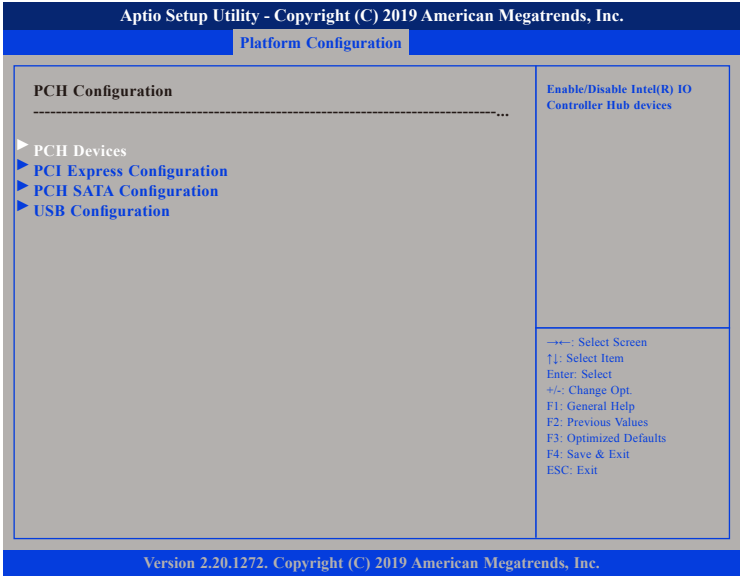 Aptio Setup Utility - Copyright (C) 2019 American Megatrends, Inc.
Platform Configuration
PCH Configuration
--------------------------------------------------------------------------------...
PCH Devices
PCI Express Configuration
PCH SATA Configuration
USB Configuration
Enable/Disable Intel(R) IO
Controller Hub devices
→←: Select Screen
↑↓: Select Item
Enter: Select
+/-: Change Opt.
F1: General Help
F2: Previous Values
F3: Optimized Defaults
F4: Save & Exit
ESC: Exit
Version 2.20.1272. Copyright (C) 2019 American Megatrends, Inc.